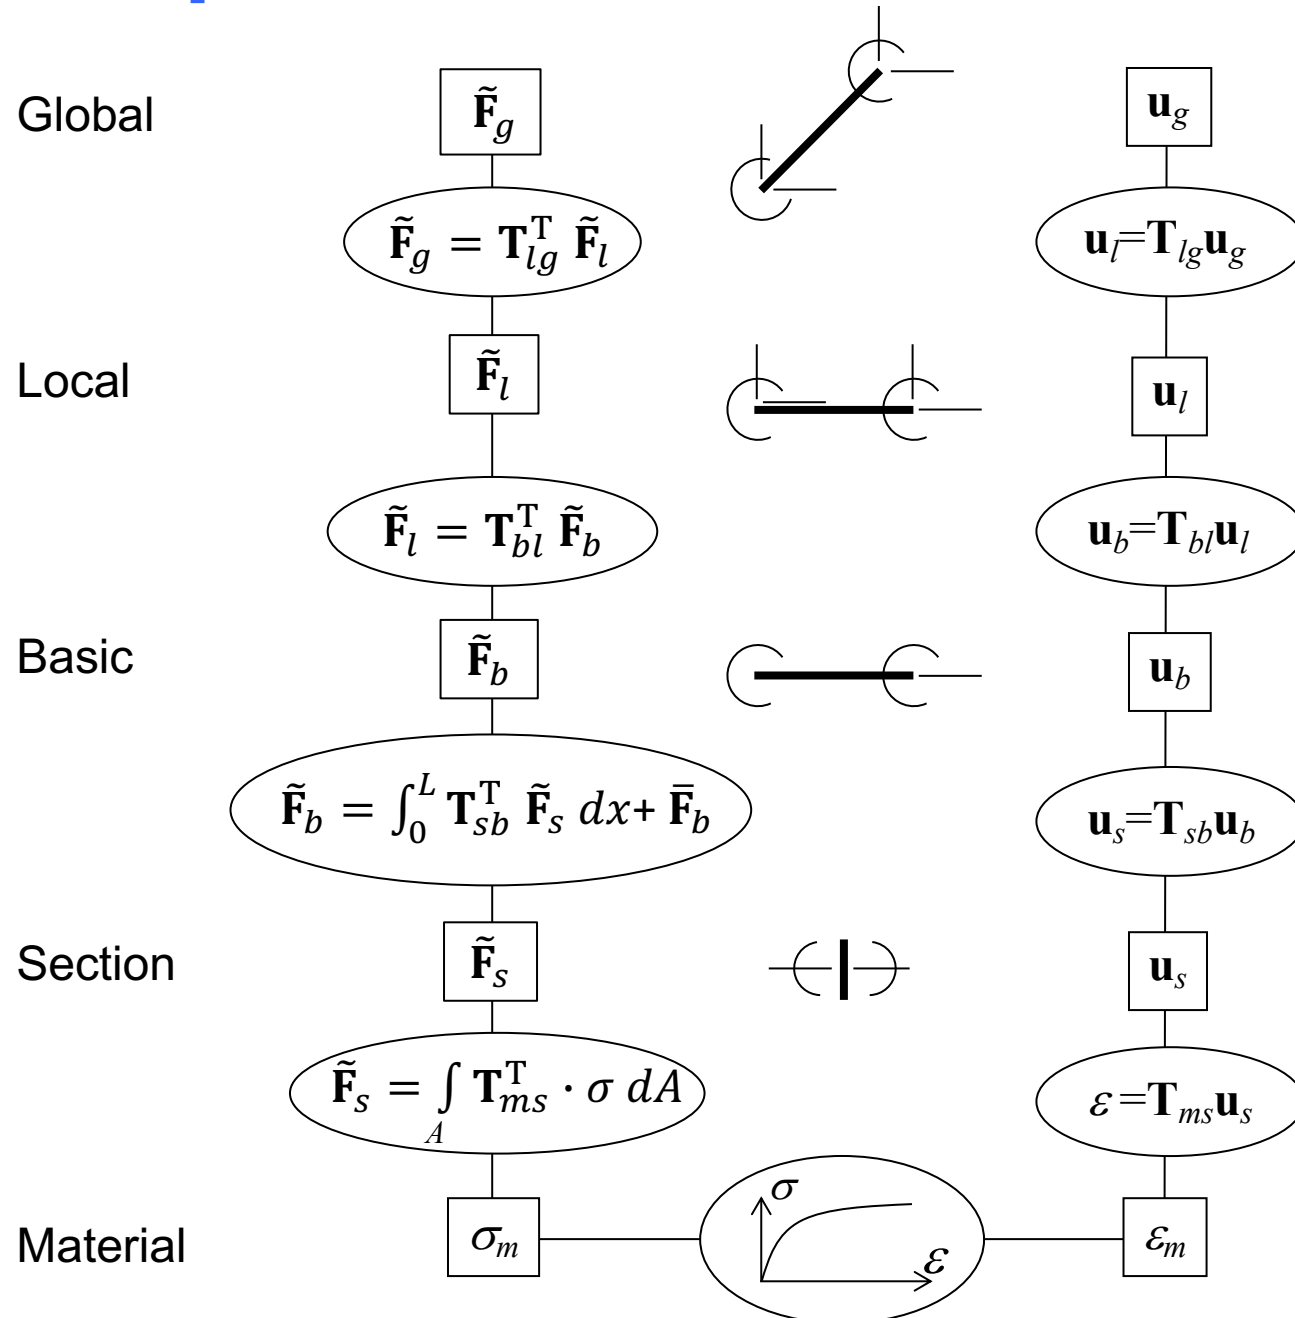 Global
F̃_g
u_g
F̃_g = T_lg^T F̃_l
u_l=T_lg u_g
Local
F̃_l
u_l
F̃_l = T_bl^T F̃_b
u_b=T_bl u_l
Basic
F̃_b
u_b
F̃_b = ∫_0^L T_sb^T F̃_s dx+ F̄_b
u_s=T_sb u_b
Section
F̃_s
u_s
F̃_s = ∫_A T_ms^T · σ dA
ε=T_ms u_s
Material
σ_m
σ
ε
ε_m